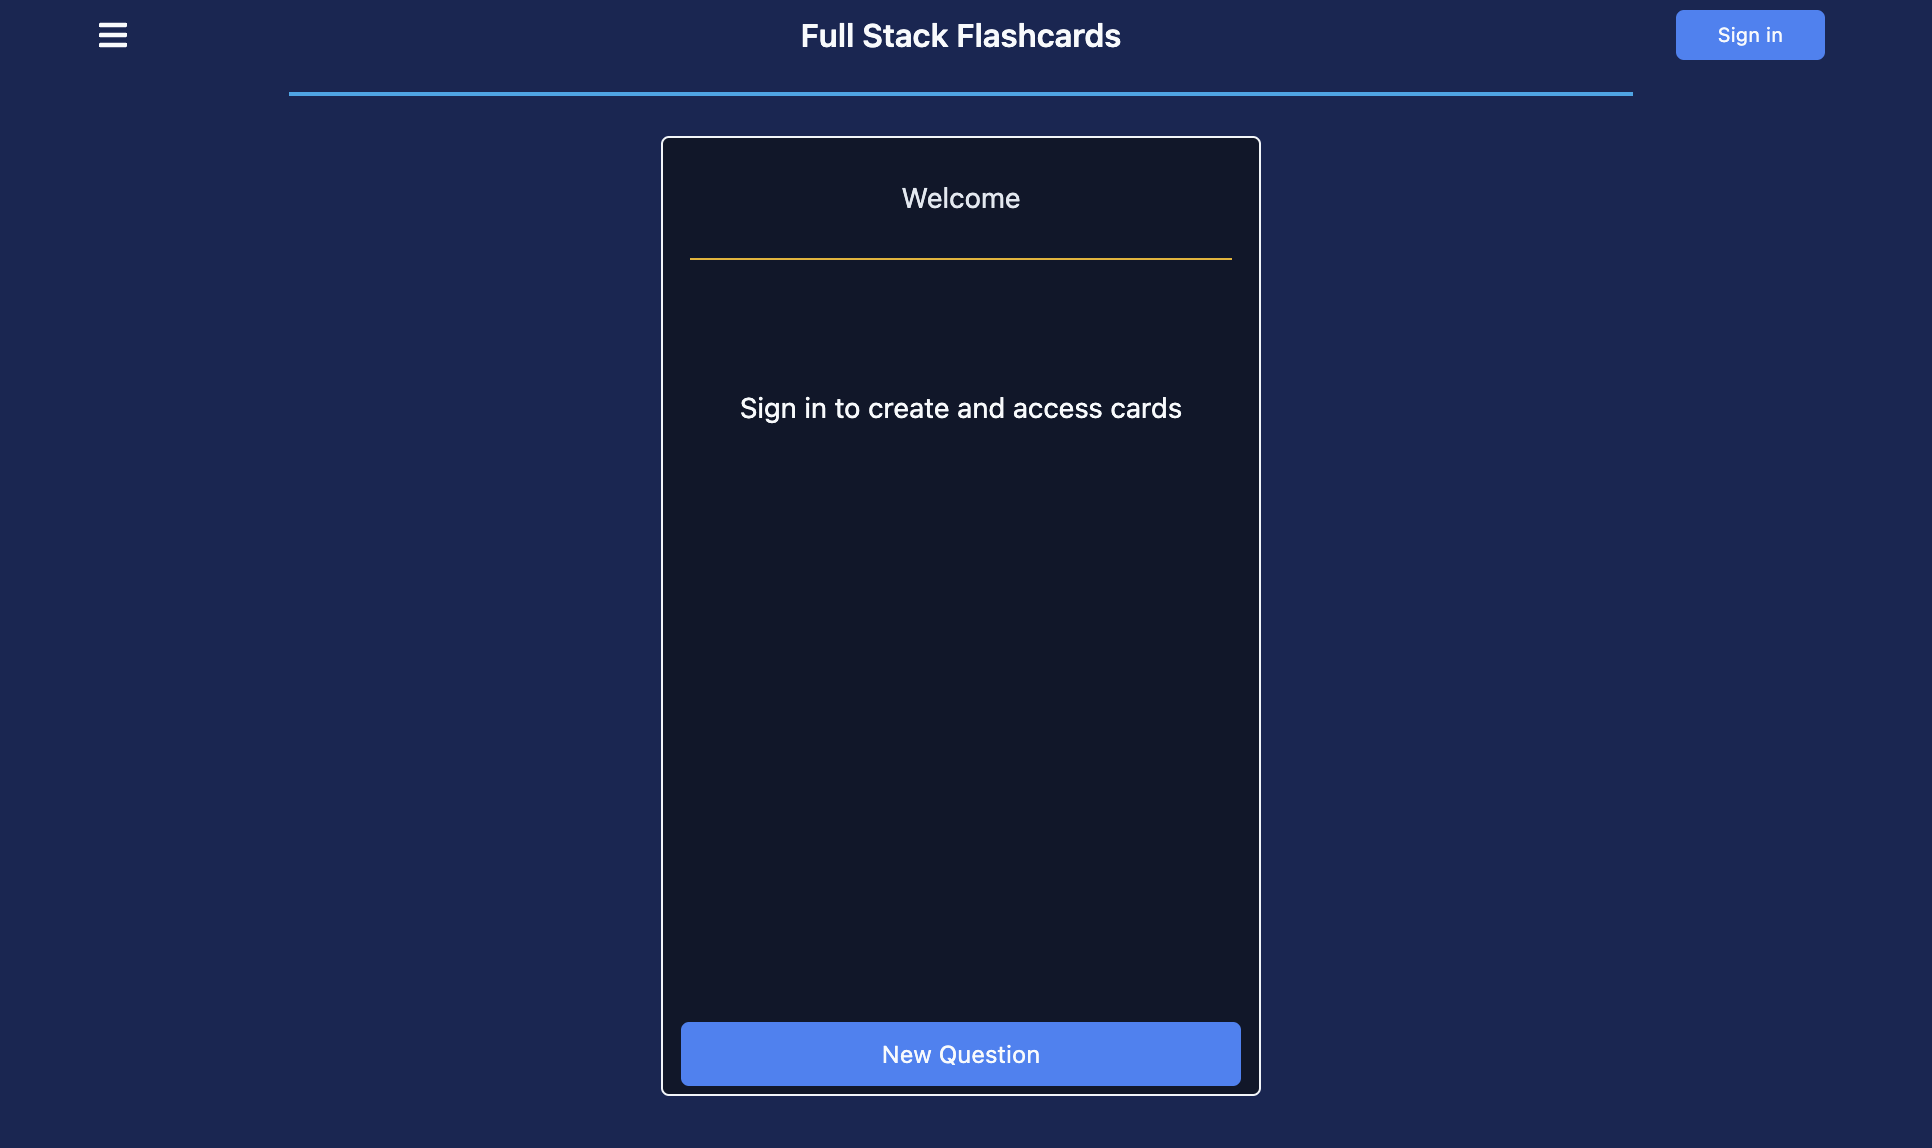 Full Stack Flashcards
Sign in
Welcome
Sign in to create and access cards
New Question